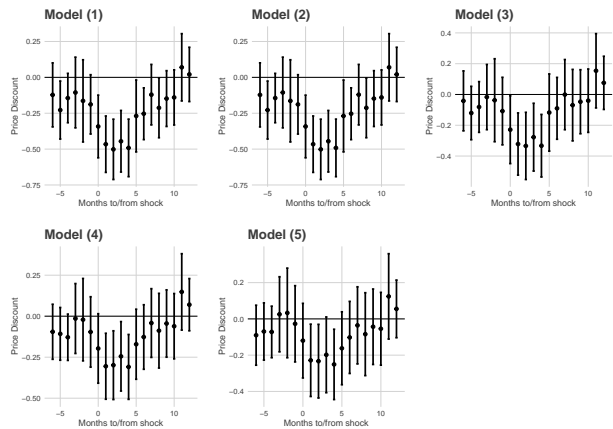 Model (1)
0.25
0.00
−0.25
−0.50
−0.75
Price Discount
−5 0 5 10
Months to/from shock
Model (2)
0.25
0.00
−0.25
−0.50
−0.75
Price Discount
−5 0 5 10
Months to/from shock
Model (3)
0.4
0.2
0.0
−0.2
−0.4
Price Discount
−5 0 5 10
Months to/from shock
Model (4)
0.25
0.00
−0.25
−0.50
Price Discount
−5 0 5 10
Months to/from shock
Model (5)
0.2
0.0
−0.2
−0.4
Price Discount
−5 0 5 10
Months to/from shock